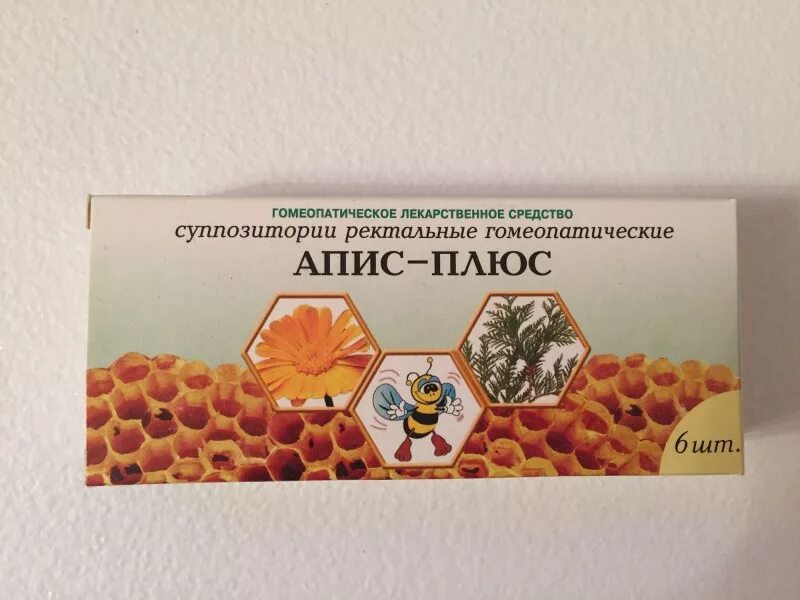 ГОМЕОПАТИЧЕСКОЕ ЛЕКАРСТВЕННОЕ СРЕДСТВО
суппозитории ректальные гомеопатические
АПИС-ПЛЮС
6 шт.